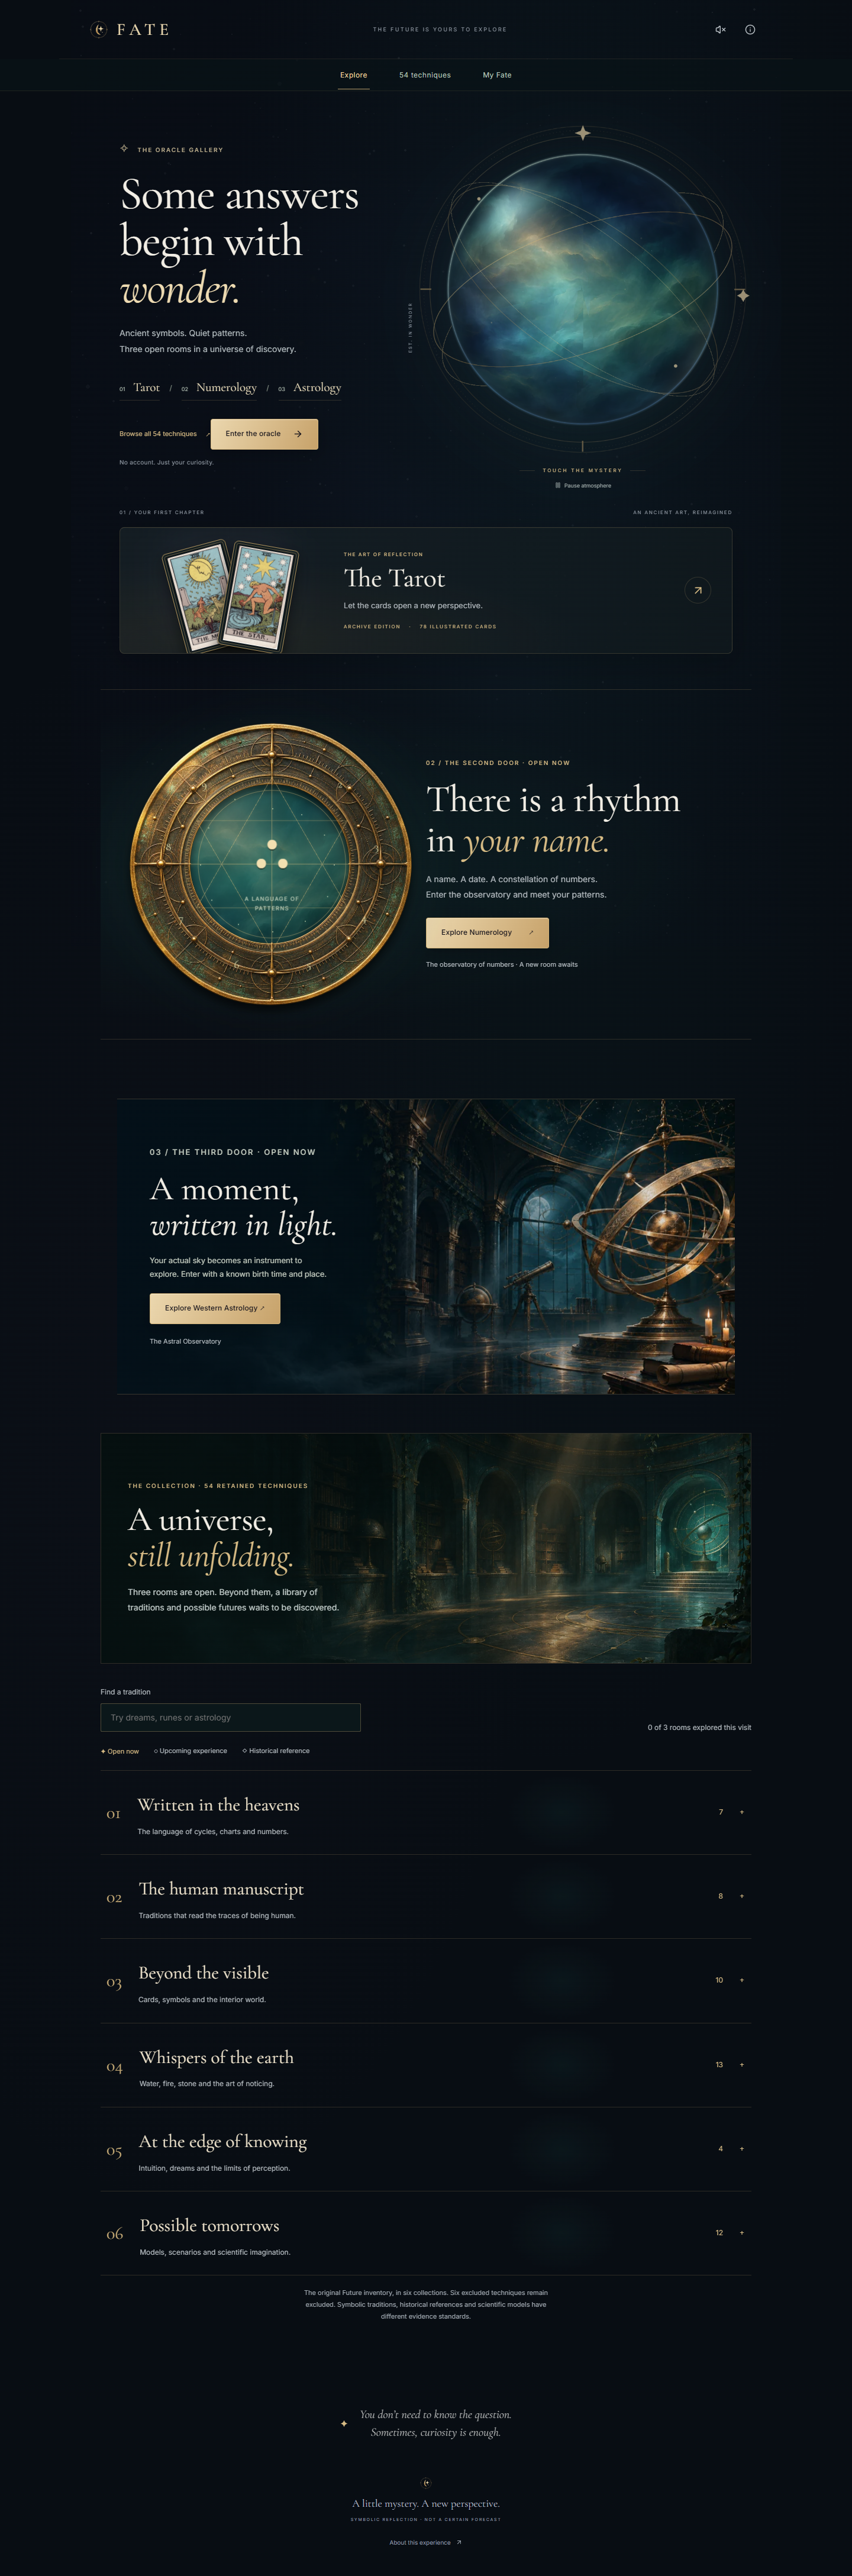 FATE
THE FUTURE IS YOURS TO EXPLORE
Explore
54 techniques
My Fate
THE ORACLE GALLERY
Some answers
begin with
wonder.
Ancient symbols. Quiet patterns.
Three open rooms in a universe of discovery.
01 Tarot / 02 Numerology / 03 Astrology
Browse all 54 techniques ↗
Enter the oracle →
No account. Just your curiosity.
EST. IN WONDER
TOUCH THE MYSTERY
Pause atmosphere
01 / YOUR FIRST CHAPTER
AN ANCIENT ART, REIMAGINED
THE STAR
THE ART OF REFLECTION
The Tarot
Let the cards open a new perspective.
ARCHIVE EDITION · 78 ILLUSTRATED CARDS
8
7
6
A LANGUAGE OF
PATTERNS
02 / THE SECOND DOOR · OPEN NOW
There is a rhythm
in your name.
A name. A date. A constellation of numbers.
Enter the observatory and meet your patterns.
Explore Numerology ↗
The observatory of numbers · A new room awaits
03 / THE THIRD DOOR · OPEN NOW
A moment,
written in light.
Your actual sky becomes an instrument to
explore. Enter with a known birth time and place.
Explore Western Astrology ↗
The Astral Observatory
THE COLLECTION · 54 RETAINED TECHNIQUES
A universe,
still unfolding.
Three rooms are open. Beyond them, a library of
traditions and possible futures waits to be discovered.
Find a tradition
Try dreams, runes or astrology
0 of 3 rooms explored this visit
✦ Open now
○ Upcoming experience
◇ Historical reference
01 Written in the heavens
The language of cycles, charts and numbers.
7 +
02 The human manuscript
Traditions that read the traces of being human.
8 +
03 Beyond the visible
Cards, symbols and the interior world.
10 +
04 Whispers of the earth
Water, fire, stone and the art of noticing.
13 +
05 At the edge of knowing
Intuition, dreams and the limits of perception.
4 +
06 Possible tomorrows
Models, scenarios and scientific imagination.
12 +
The original Future inventory, in six collections. Six excluded techniques remain
excluded. Symbolic traditions, historical references and scientific models have
different evidence standards.
You don't need to know the question.
Sometimes, curiosity is enough.
A little mystery. A new perspective.
SYMBOLIC REFLECTION · NOT A CERTAIN FORECAST
About this experience ↗